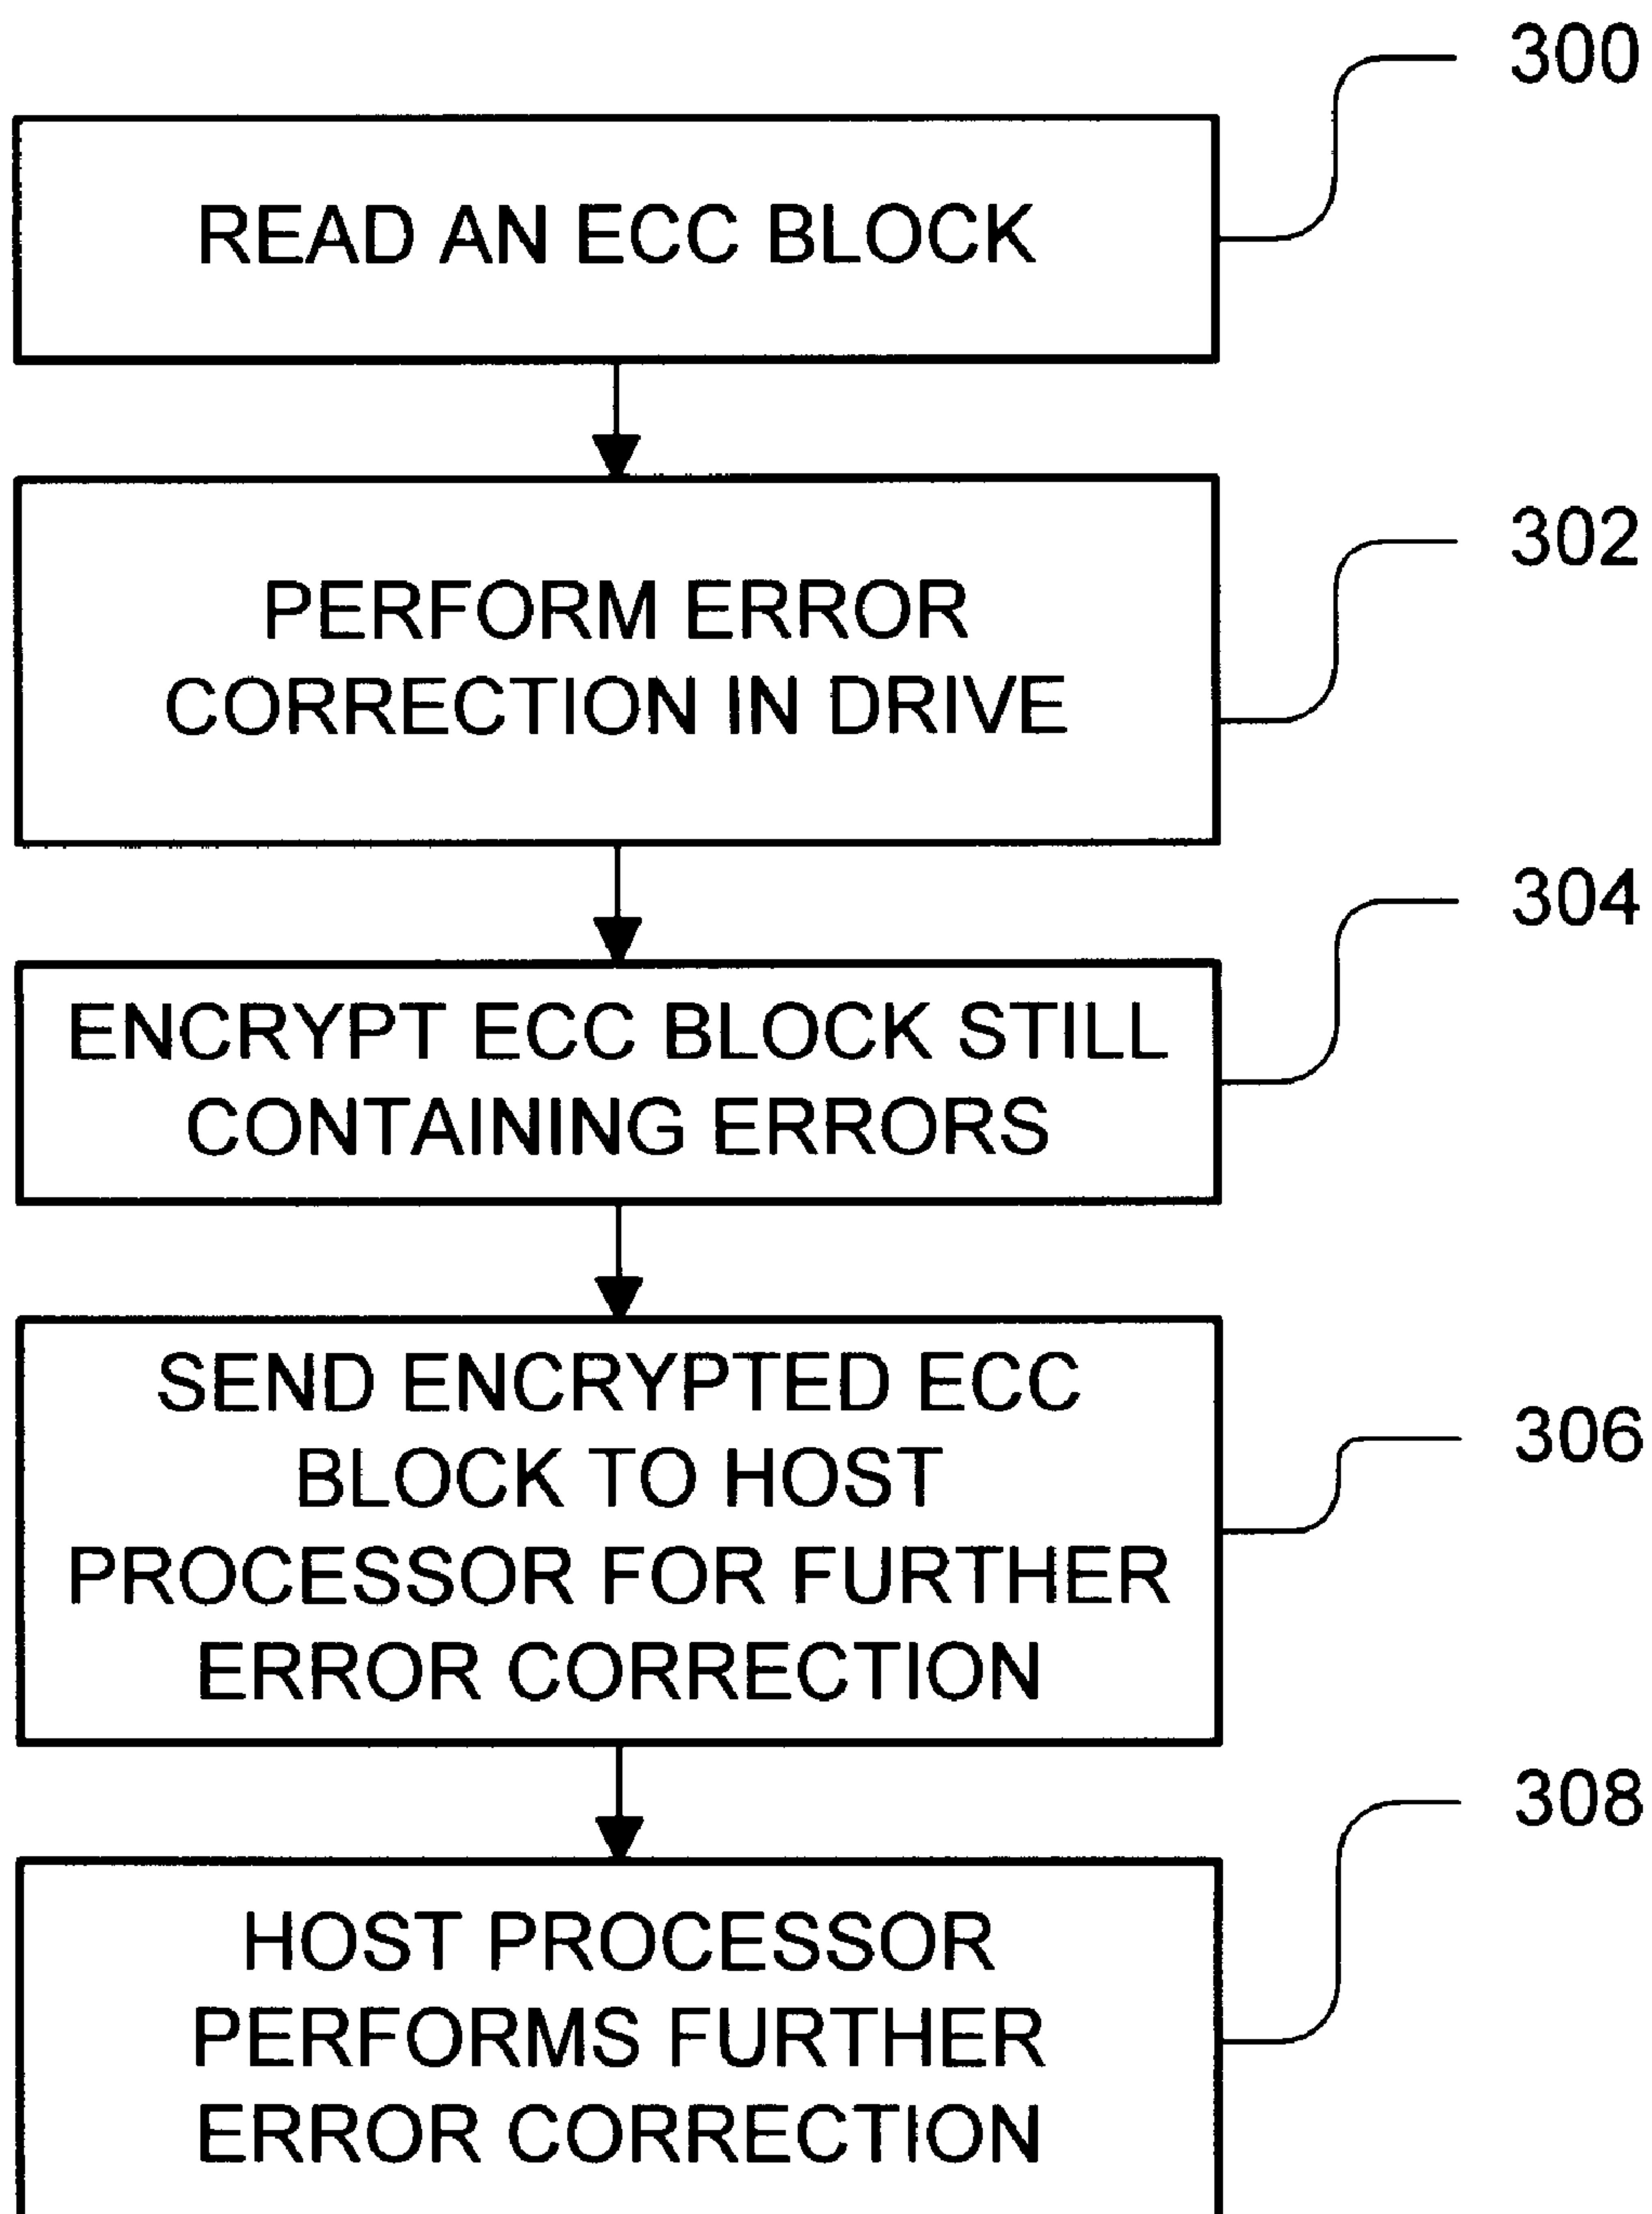 300
READ AN ECC BLOCK
302
PERFORM ERROR
CORRECTION IN DRIVE
304
ENCRYPT ECC BLOCK STILL
CONTAINING ERRORS
306
SEND ENCRYPTED ECC
BLOCK TO HOST
PROCESSOR FOR FURTHER
ERROR CORRECTION
308
HOST PROCESSOR
PERFORMS FURTHER
ERROR CORRECTION